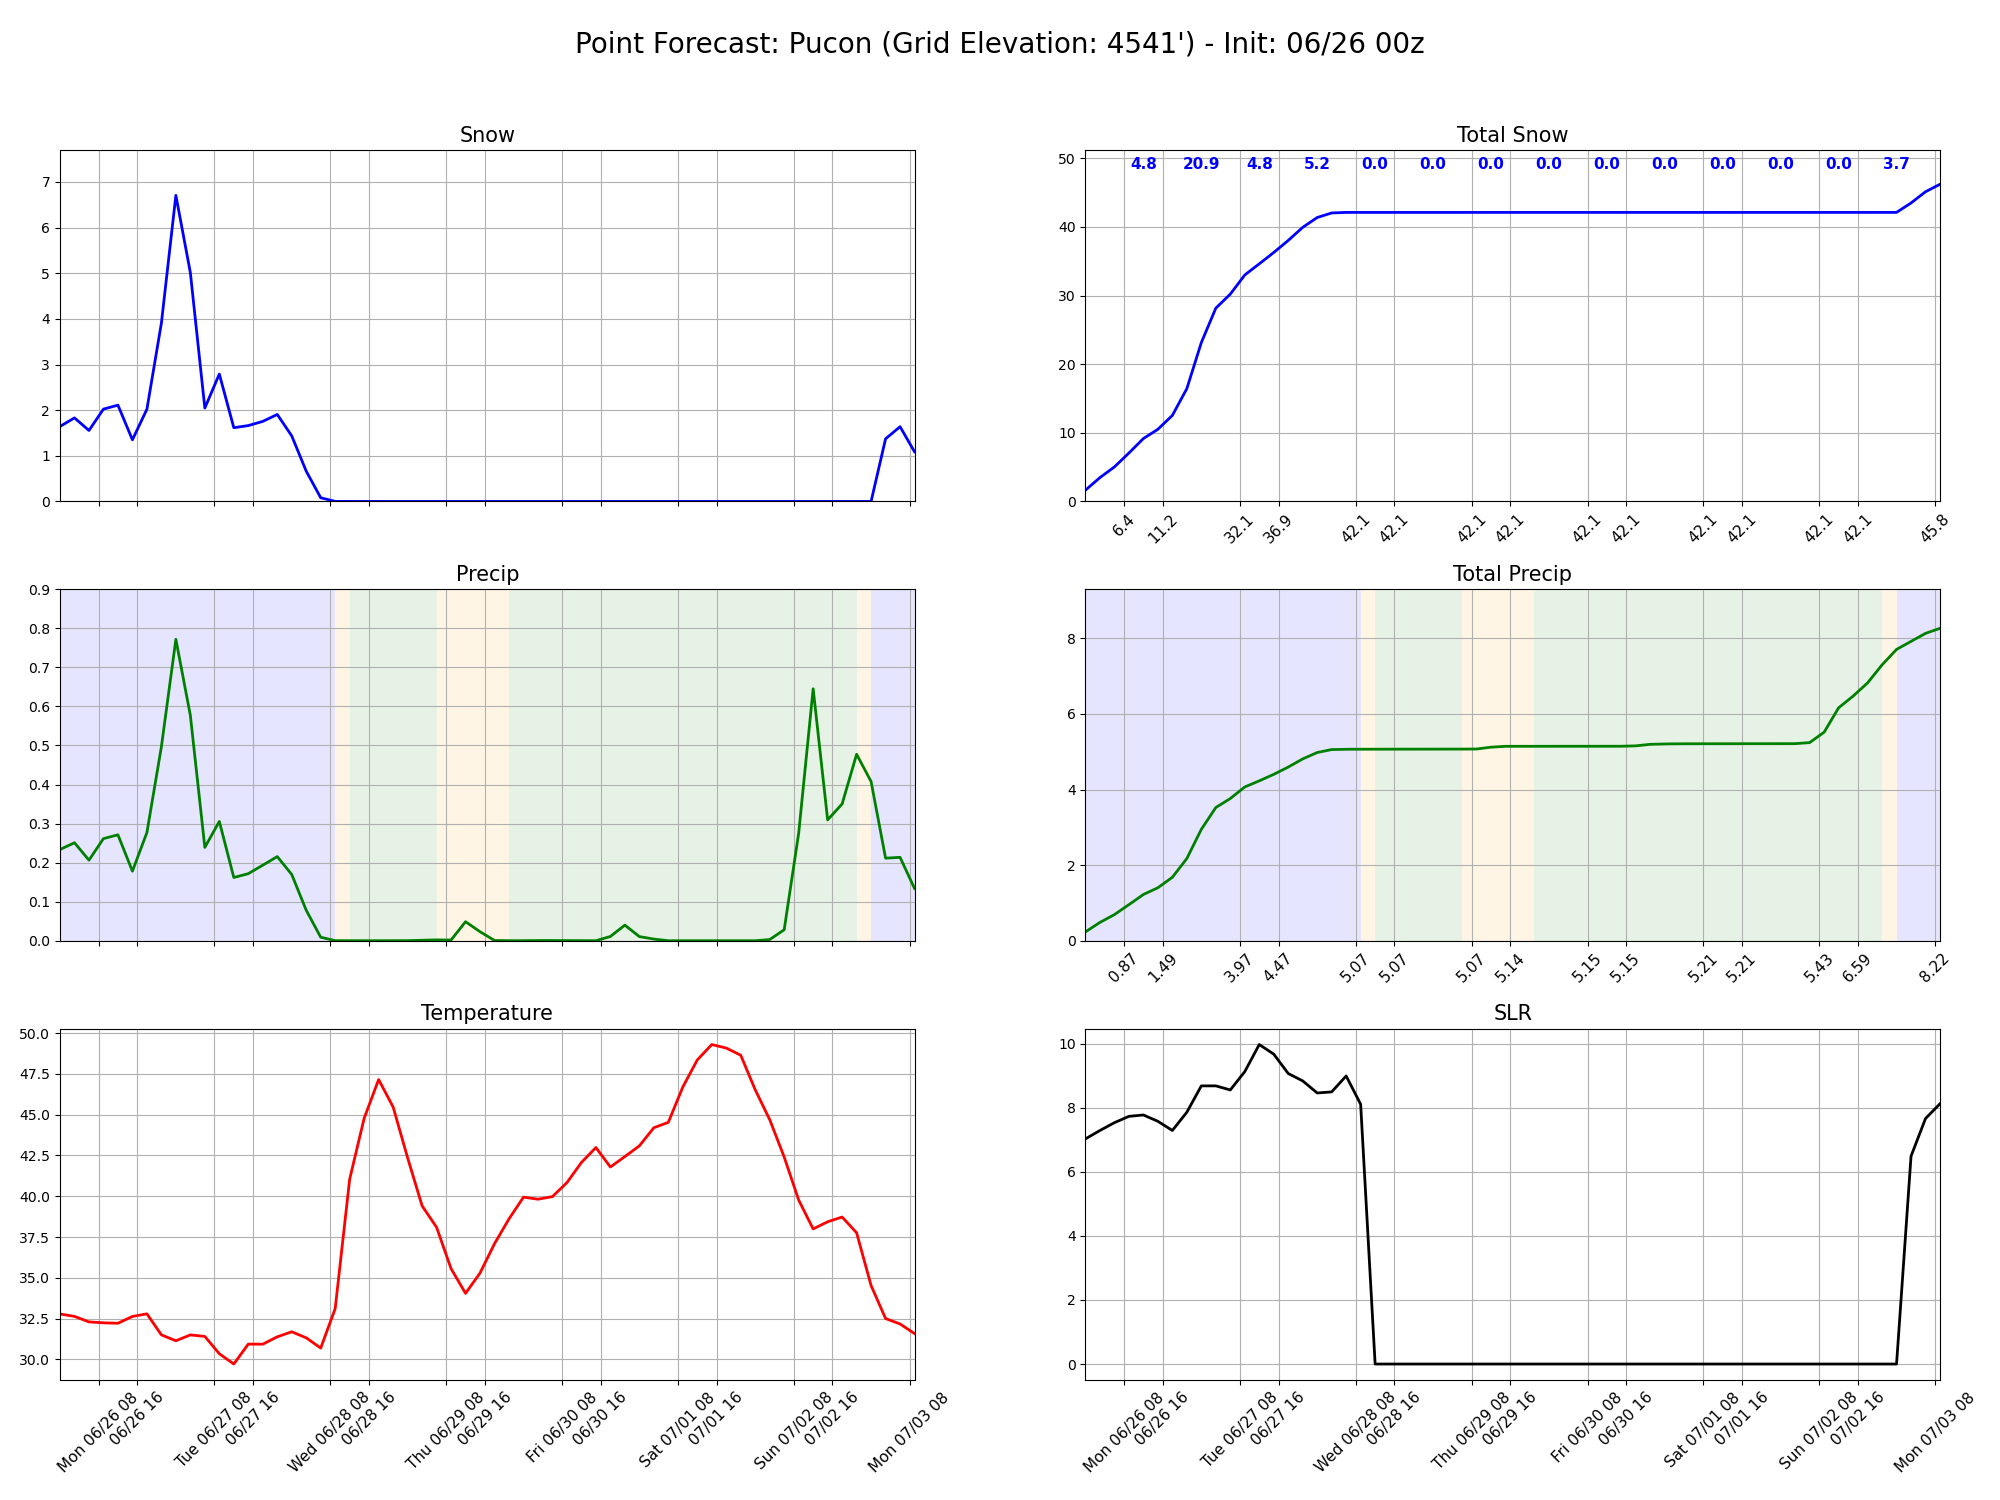 Point Forecast: Pucon (Grid Elevation: 4541') - Init: 06/26 00z
Snow
7
6
5
4
3
2
1
0
Total Snow
4.8 20.9 4.8 5.2 0.0 0.0 0.0 0.0 0.0 0.0 0.0 0.0 0.0 3.7
50
40
30
20
10
0
6.4 11.2 32.1 36.9 42.1 42.1 42.1 42.1 42.1 42.1 42.1 42.1 42.1 42.1 45.8
Precip
0.9
0.8
0.7
0.6
0.5
0.4
0.3
0.2
0.1
0.0
Total Precip
8
6
4
2
0
0.87 1.49 3.97 4.47 5.07 5.07 5.07 5.14 5.15 5.15 5.21 5.21 5.43 6.59 8.22
Temperature
50.0
47.5
45.0
42.5
40.0
37.5
35.0
32.5
30.0
Mon 06/26 08
06/26 16
Tue 06/27 08
06/27 16
Wed 06/28 08
06/28 16
Thu 06/29 08
06/29 16
Fri 06/30 08
06/30 16
Sat 07/01 08
07/01 16
Sun 07/02 08
07/02 16
Mon 07/03 08
SLR
10
8
6
4
2
0
Mon 06/26 08
06/26 16
Tue 06/27 08
06/27 16
Wed 06/28 08
06/28 16
Thu 06/29 08
06/29 16
Fri 06/30 08
06/30 16
Sat 07/01 08
07/01 16
Sun 07/02 08
07/02 16
Mon 07/03 08